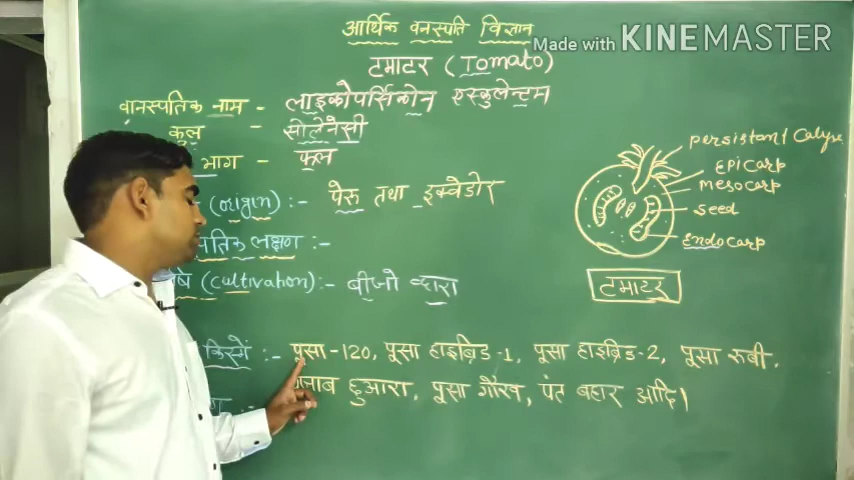 आर्थिक वनस्पति विज्ञान
Made with KINEMASTER
टमाटर (Tomato)
वानस्पतिक नाम - लाइकोपर्सिकोन एस्कुलेन्टम
कुल - सोलेनेसी
भाग - फल
(origin) :- पेरू तथा इक्वेडोर
लक्षण :-
(cultivation) :- बीजो द्वारा
किस्में :- पूसा-120, पूसा हाइब्रिड-1, पूसा हाइब्रिड-2, पूसा रूबी,
छुआरा, पूसा गौरव, पंत बहार आदि।
persistant Calyx
Epicarp
mesocarp
seed
Endocarp
टमाटर